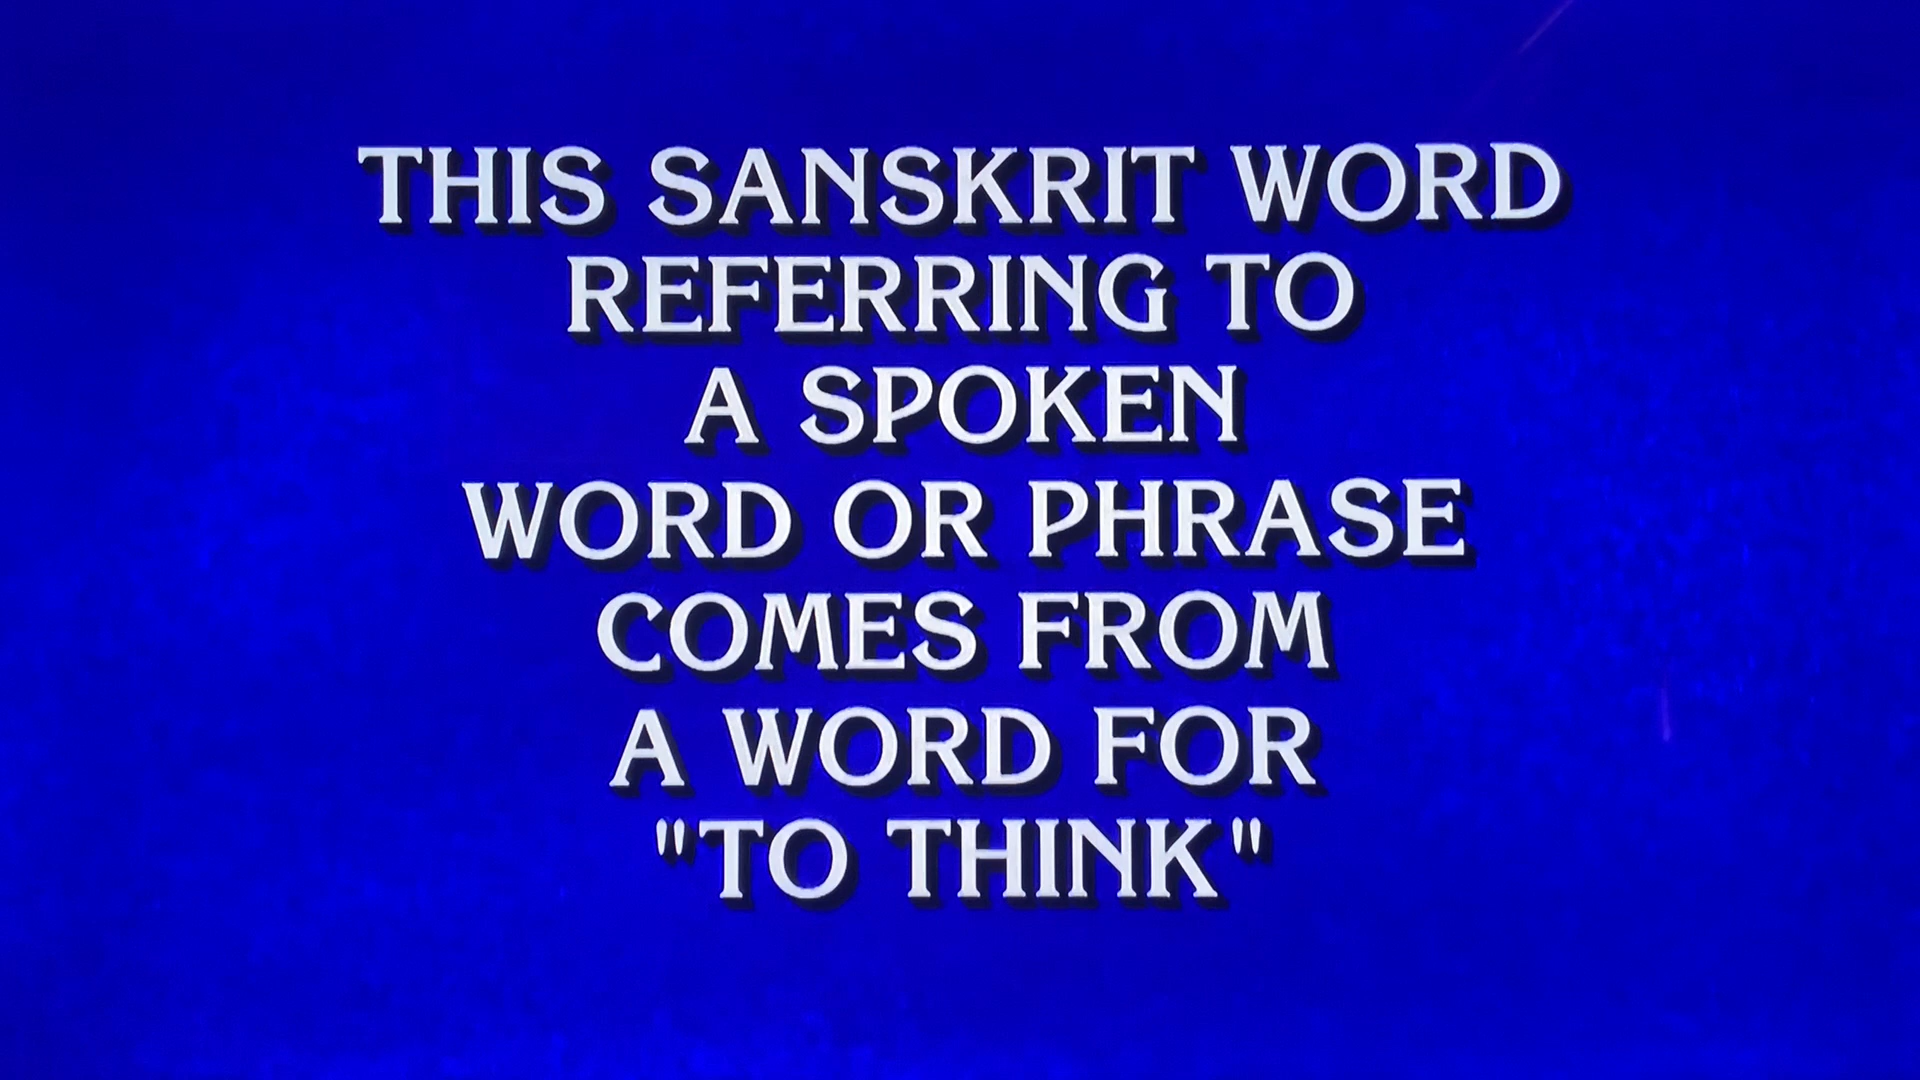 THIS SANSKRIT WORD
REFERRING TO
A SPOKEN
WORD OR PHRASE
COMES FROM
A WORD FOR
"TO THINK"